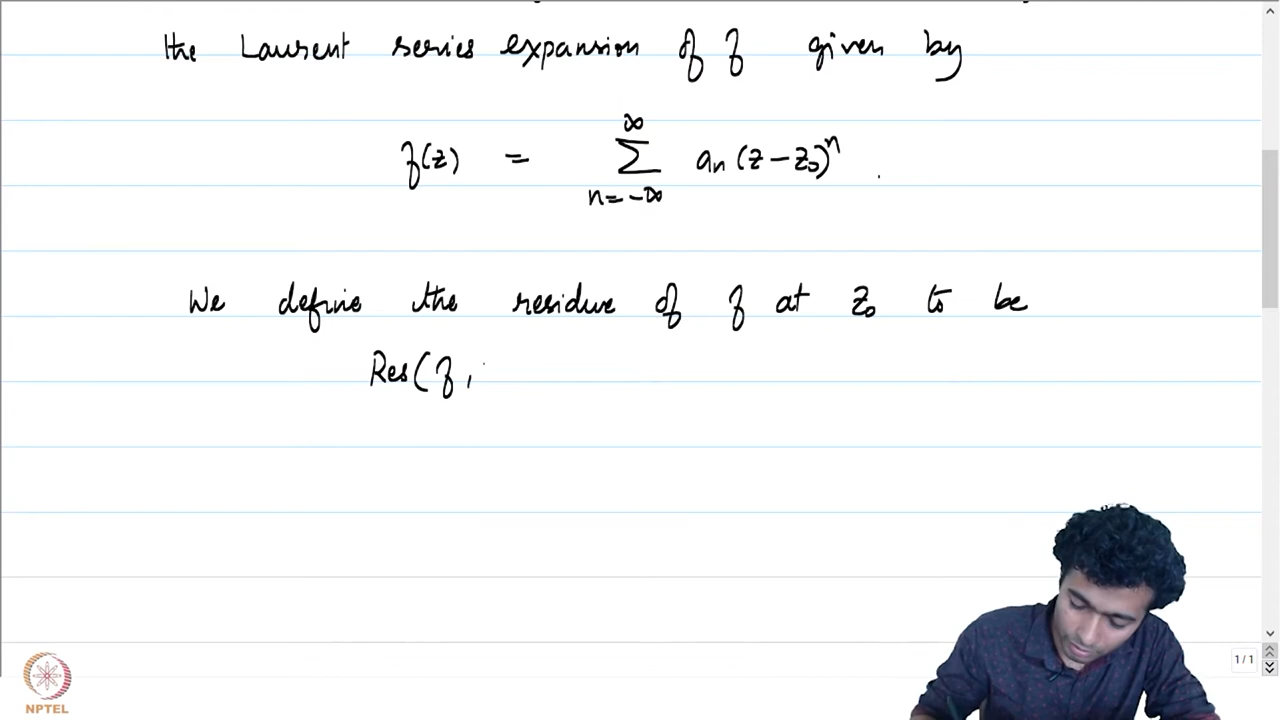 the Laurent series expansion of f given by
f(z) = ∑_{n=-∞}^{∞} a_n (z - z_0)^n .
We define the residue of f at z_0 to be
Res(f,
1 / 1
NPTEL